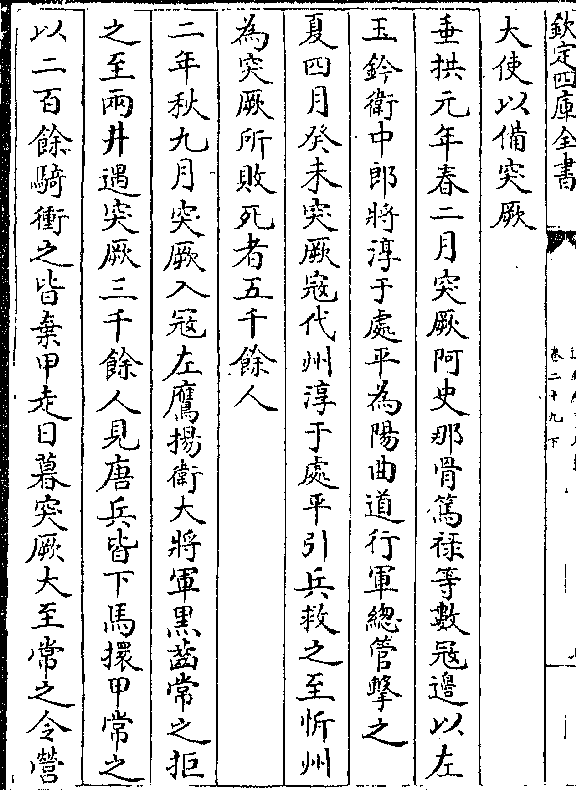 欽定四庫全書
卷二十九下
大使以備突厥
垂拱元年春二月突厥阿史那骨篤禄等數寇邉以左
玉鈐衛中郎將淳于處平為陽曲道行軍總管擊之
夏四月癸未突厥寇代州淳于處平引兵救之至忻州
為突厥所敗死者五千餘人
二年秋九月突厥入寇左鷹揚衛大將軍黒齒常之拒
之至兩井遇突厥三千餘人見唐兵皆下馬擐甲常之
以二百餘騎衝之皆棄甲走日暮突厥大至常之令營